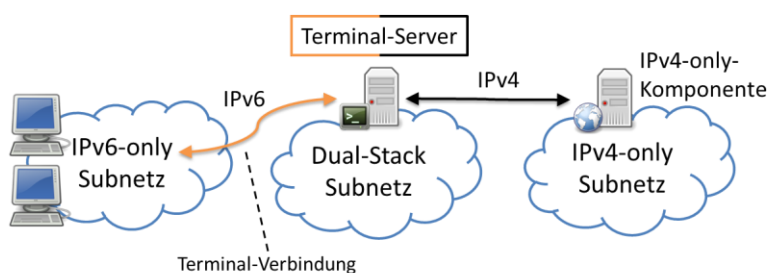 Terminal-Server
IPv6
IPv4
IPv4-only-
Komponente
>_
IPv6-only
Subnetz
Dual-Stack
Subnetz
IPv4-only
Subnetz
Terminal-Verbindung